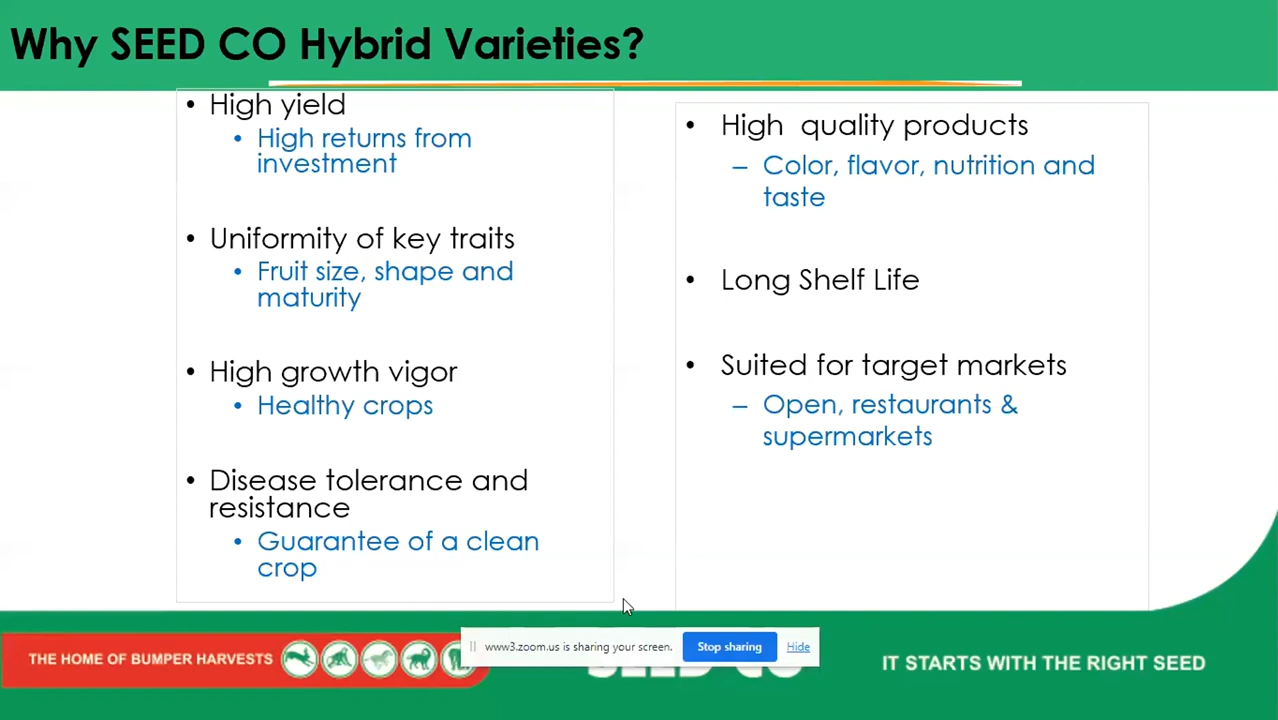 Why SEED CO Hybrid Varieties?
• High yield
• High returns from
investment
• Uniformity of key traits
• Fruit size, shape and
maturity
• High growth vigor
• Healthy crops
• Disease tolerance and
resistance
• Guarantee of a clean
crop
• High quality products
– Color, flavor, nutrition and
taste
• Long Shelf Life
• Suited for target markets
– Open, restaurants &
supermarkets
THE HOME OF BUMPER HARVESTS
www3.zoom.us is sharing your screen.
Stop sharing
Hide
SEED CO
IT STARTS WITH THE RIGHT SEED